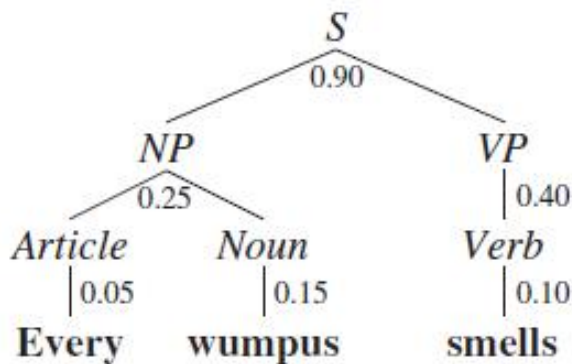 S
0.90
NP VP
0.25 0.40
Article Noun Verb
0.05 0.15 0.10
Every wumpus smells